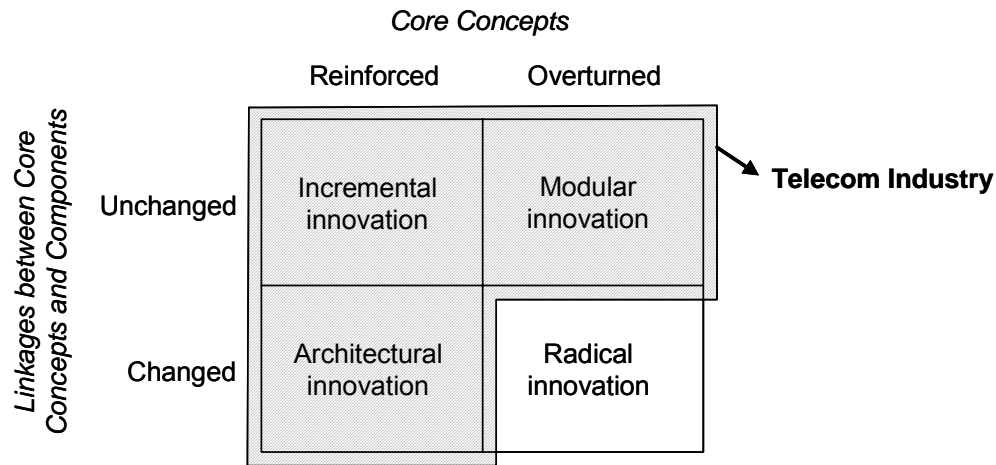 Core Concepts
Reinforced
Overturned
Linkages between Core
Concepts and Components
Unchanged
Incremental
innovation
Modular
innovation
Telecom Industry
Changed
Architectural
innovation
Radical
innovation